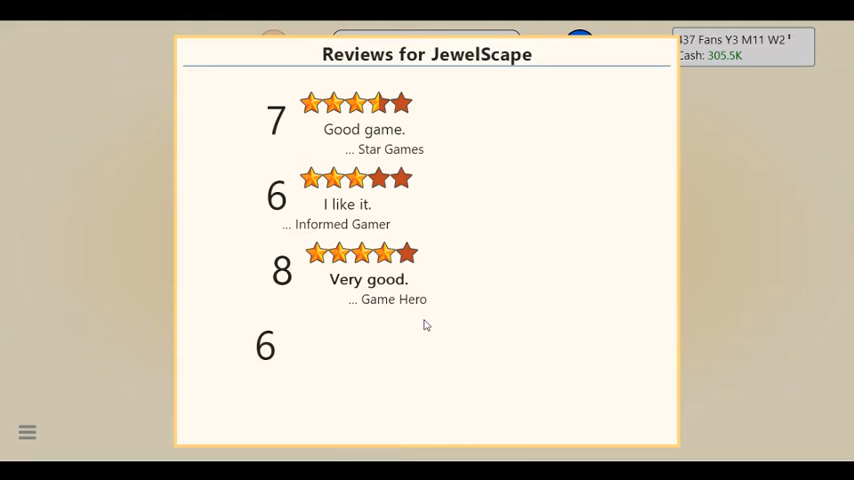 Reviews for JewelScape
437 Fans Y3 M11 W2
Cash: 305.5K
7
Good game.
... Star Games
6
I like it.
... Informed Gamer
8
Very good.
... Game Hero
6